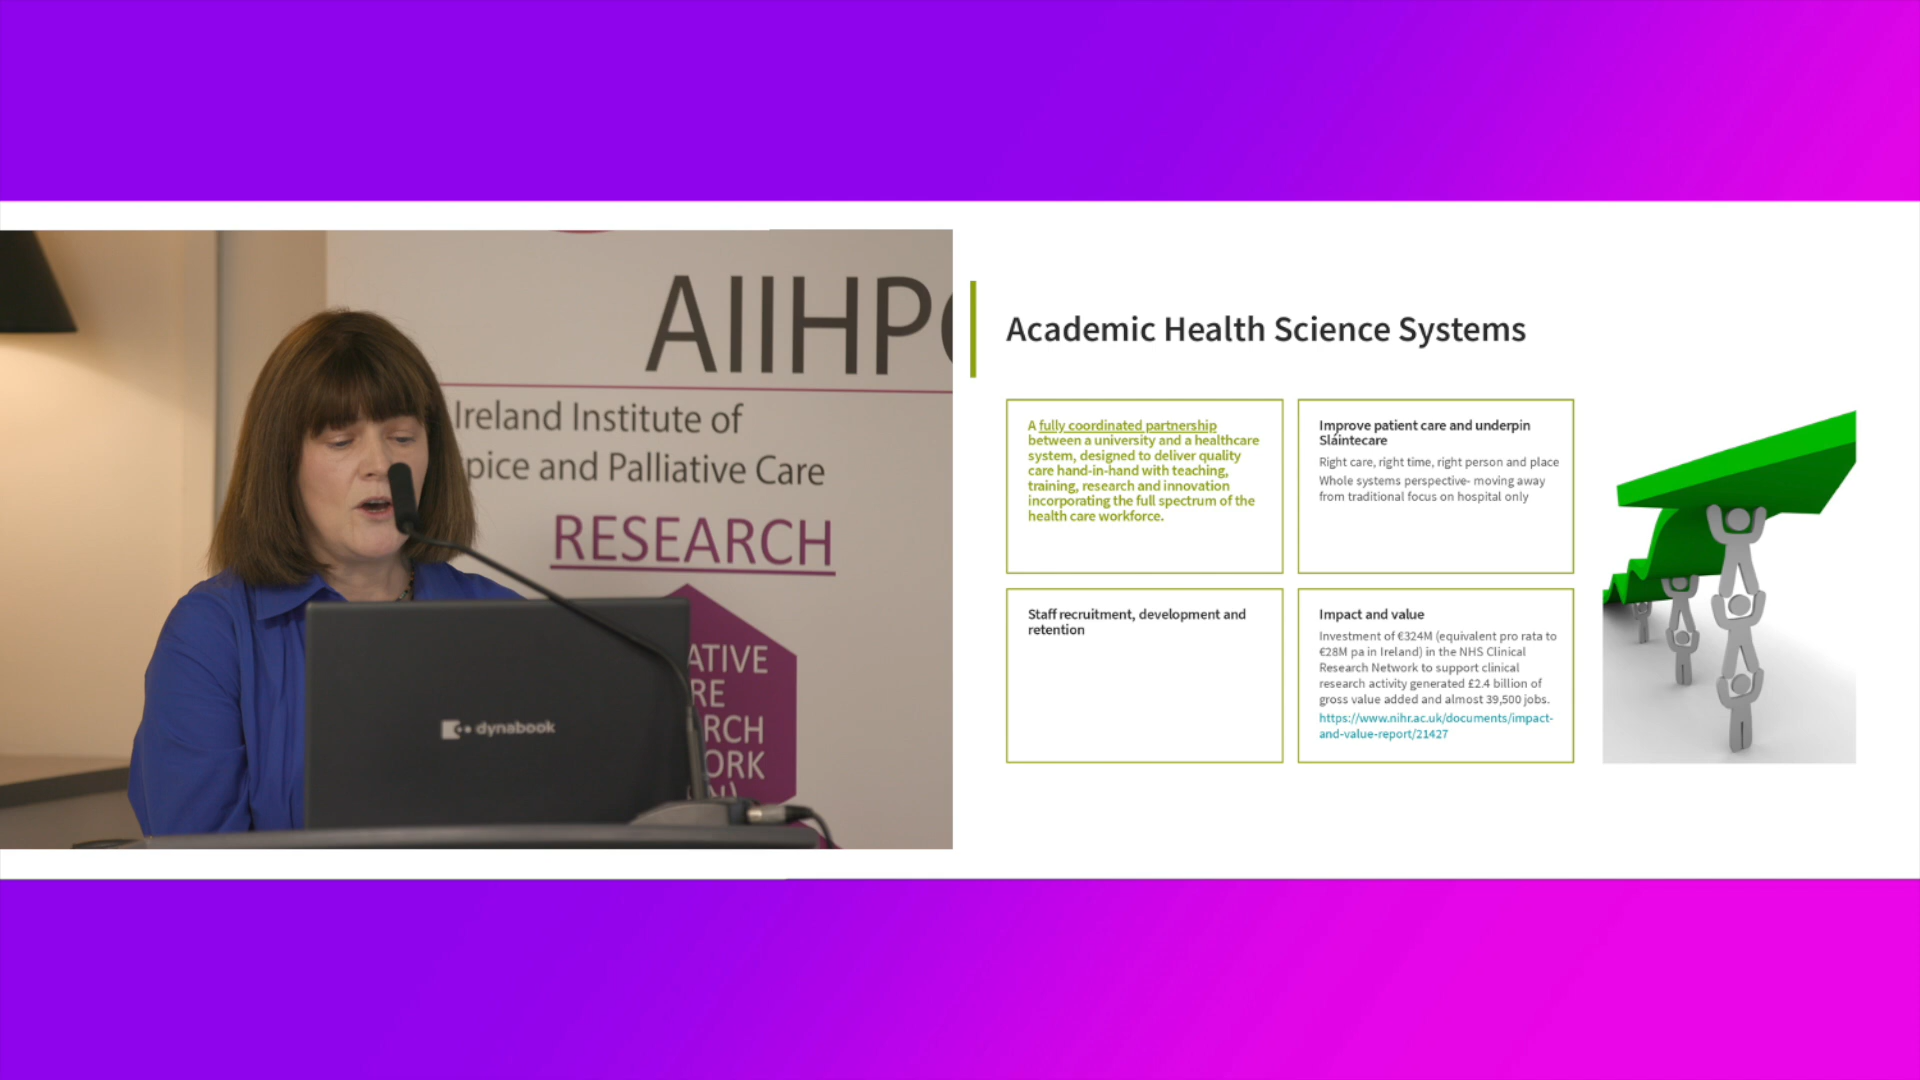 AIIHP
Ireland Institute of
pice and Palliative Care
RESEARCH
ATIVE
RE
RCH
ORK
dynabook
Academic Health Science Systems
A fully coordinated partnership
between a university and a healthcare
system, designed to deliver quality
care hand-in-hand with teaching,
training, research and innovation
incorporating the full spectrum of the
health care workforce.
Improve patient care and underpin
Sláintecare
Right care, right time, right person and place
Whole systems perspective- moving away
from traditional focus on hospital only
Staff recruitment, development and
retention
Impact and value
Investment of €324M (equivalent pro rata to
€28M pa in Ireland) in the NHS Clinical
Research Network to support clinical
research activity generated £2.4 billion of
gross value added and almost 39,500 jobs.
https://www.nihr.ac.uk/documents/impact-
and-value-report/21427